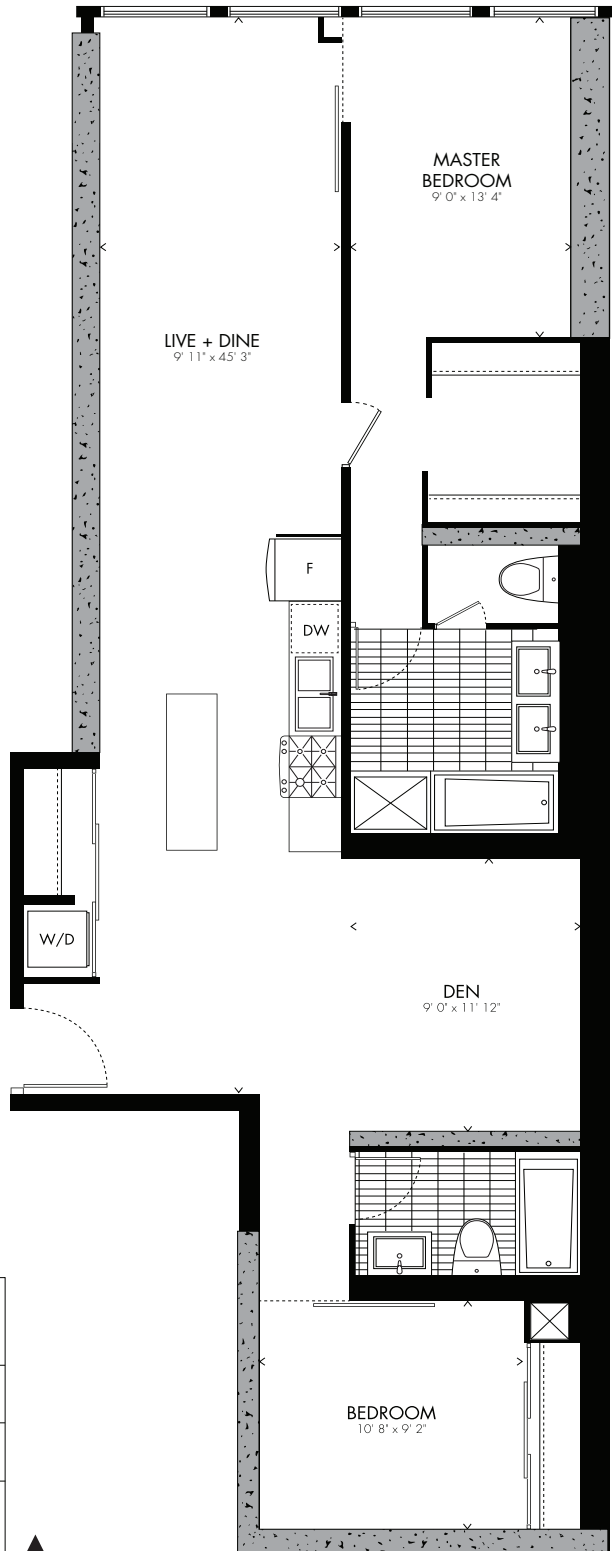 MASTER
BEDROOM
9' 0" x 13' 4"
LIVE + DINE
9' 11" x 45' 3"
F
DW
W/D
DEN
9' 0" x 11' 12"
BEDROOM
10' 8" x 9' 2"